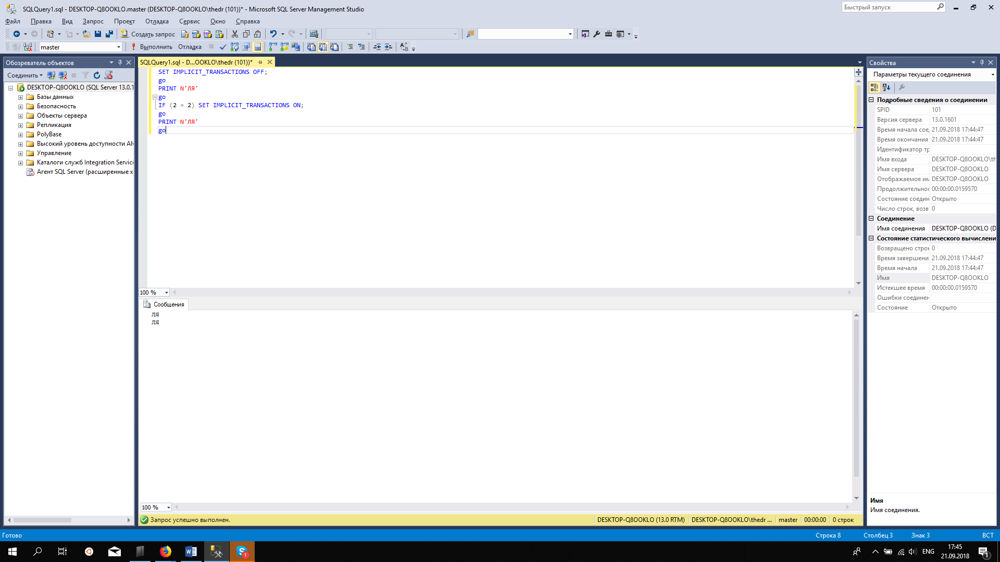 SQLQuery1.sql - DESKTOP-Q8OOKLO.master (DESKTOP-Q8OOKLO\thedr (101))* - Microsoft SQL Server Management Studio
Быстрый запуск
Файл Правка Вид Запрос Проект Отладка Сервис Окно Справка
Создать запрос
master Выполнить Отладка
Обозреватель объектов
Соединить
DESKTOP-Q8OOKLO (SQL Server 13.0.1
Базы данных
Безопасность
Объекты сервера
Репликация
PolyBase
Высокий уровень доступности Alw
Управление
Каталоги служб Integration Servic
Агент SQL Server (расширенные х
SQLQuery1.sql - D...OOKLO\thedr (101))*
SET IMPLICIT_TRANSACTIONS OFF;
go
PRINT N'ЛЯ'
go
IF (2 = 2) SET IMPLICIT_TRANSACTIONS ON;
go
PRINT N'ЛЯ'
go
100 %
Сообщения
ЛЯ
ЛЯ
100 %
Запрос успешно выполнен.
DESKTOP-Q8OOKLO (13.0 RTM) DESKTOP-Q8OOKLO\thedr ... master 00:00:00 0 строк
Свойства
Параметры текущего соединения
Подробные сведения о соединении
SPID 101
Версия сервера 13.0.1601
Время начала сое, 21.09.2018 17:44:47
Время окончания 21.09.2018 17:44:47
Идентификатор тр
Имя входа DESKTOP-Q8OOKLO\th
Имя сервера DESKTOP-Q8OOKLO
Отображаемое им DESKTOP-Q8OOKLO
Продолжительнос 00:00:00.0159570
Состояние соедин Открыто
Число строк, возв 0
Соединение
Имя соединения DESKTOP-Q8OOKLO (D
Состояние статистического вычислени
Возвращено строк 0
Время завершени 21.09.2018 17:44:47
Время начала 21.09.2018 17:44:47
Имя DESKTOP-Q8OOKLO
Истекшее время 00:00:00.0159570
Ошибки соединен
Состояние Открыто
Имя
Имя соединения.
Готово Строка 8 Столбец 3 Знак 3 ВСТ
ENG 17:45
21.09.2018
1
1